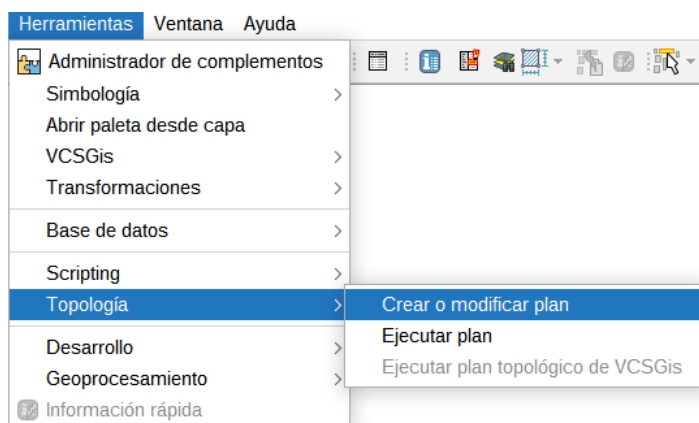 Herramientas Ventana Ayuda
Administrador de complementos
Simbología
Abrir paleta desde capa
VCSGis
Transformaciones
Base de datos
Scripting
Topología
Crear o modificar plan
Ejecutar plan
Ejecutar plan topológico de VCSGis
Desarrollo
Geoprocesamiento
Información rápida